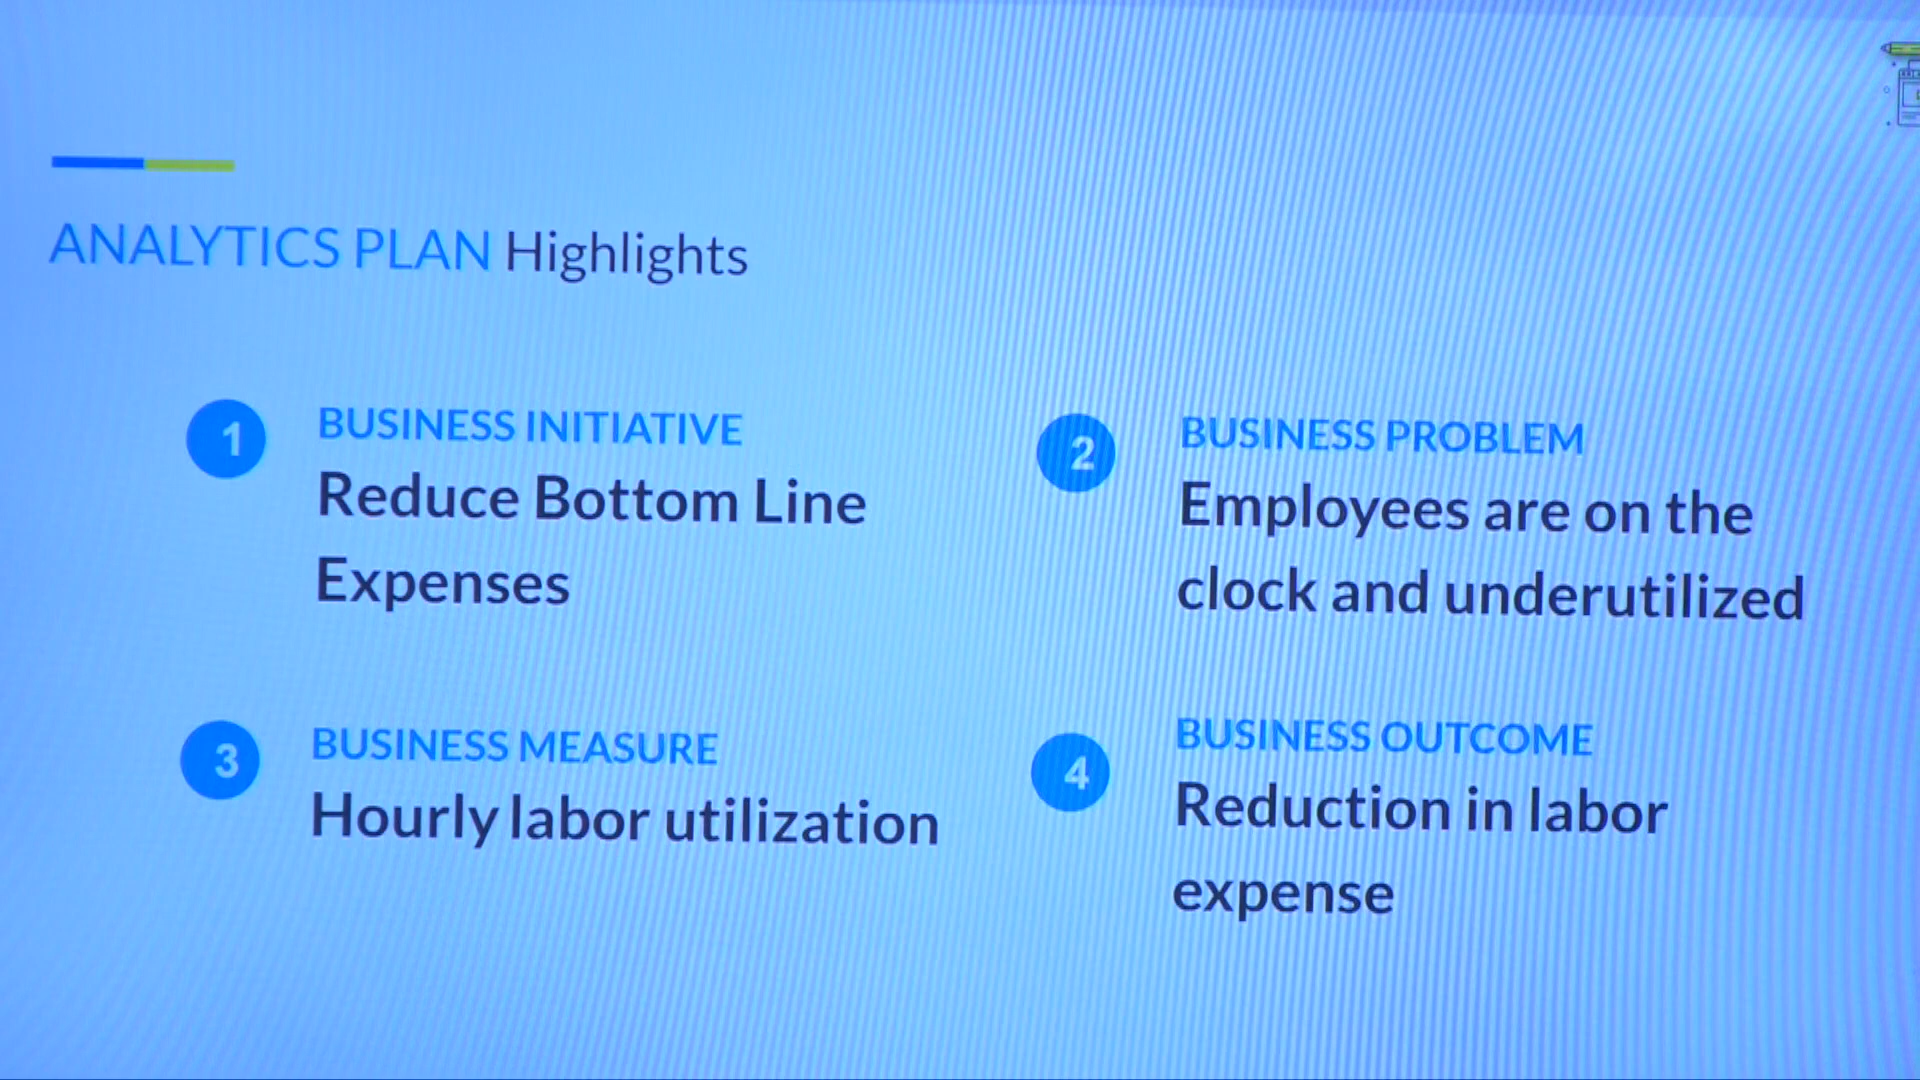 ANALYTICS PLAN Highlights
1
BUSINESS INITIATIVE
Reduce Bottom Line
Expenses
2
BUSINESS PROBLEM
Employees are on the
clock and underutilized
3
BUSINESS MEASURE
Hourly labor utilization
4
BUSINESS OUTCOME
Reduction in labor
expense